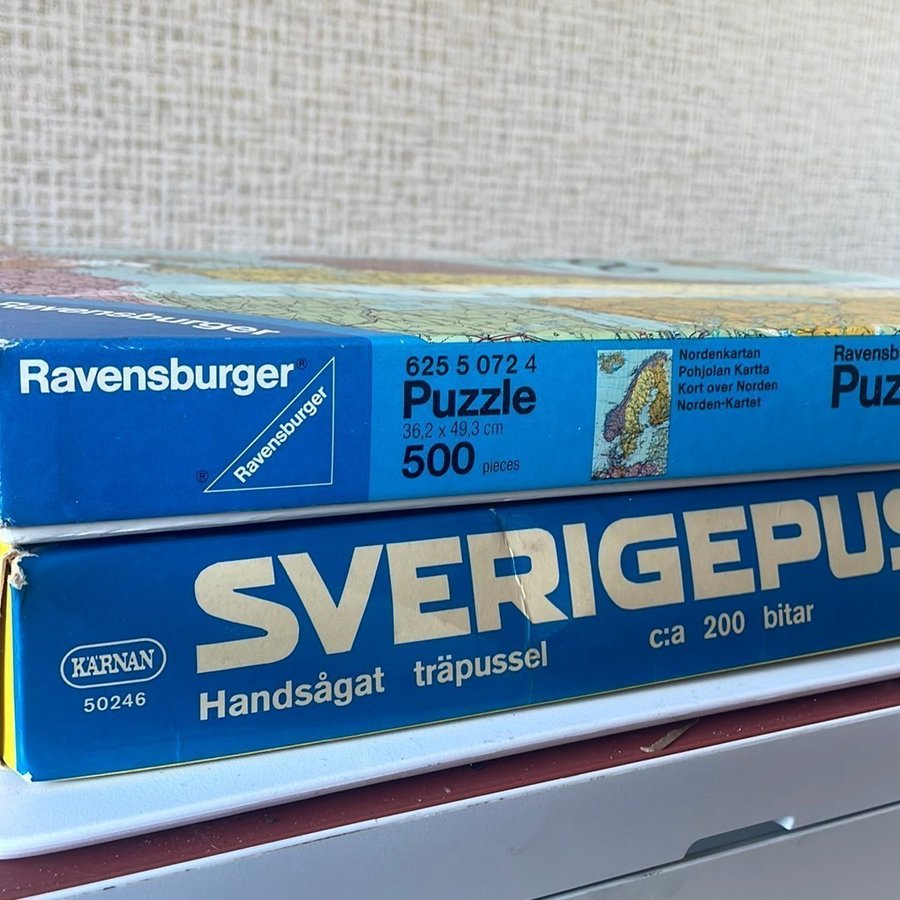 Ravensburger
Ravensburger®
® Ravensburger
625 5 072 4
Puzzle
36,2 x 49,3 cm
500 pieces
Nordenkartan
Pohjolan Kartta
Kort over Norden
Norden-Kartet
Ravensb
Puz
SVERIGEPUS
KÄRNAN
50246
Handsågat träpussel
c:a 200 bitar